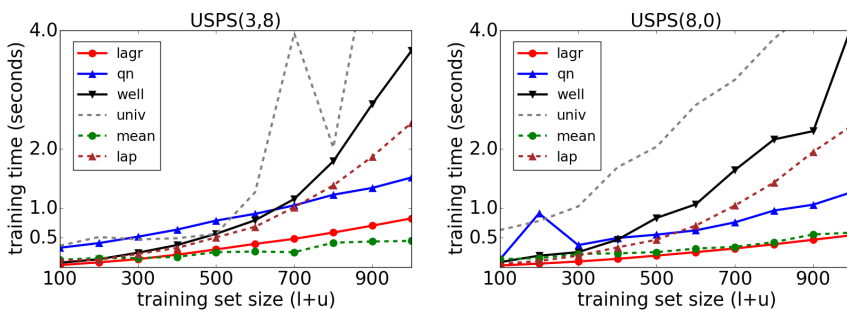 USPS(3,8)
training time (seconds)
4.0
2.0
1.0
0.5
lagr
qn
well
univ
mean
lap
100 300 500 700 900
training set size (l+u)
USPS(8,0)
training time (seconds)
4.0
2.0
1.0
0.5
lagr
qn
well
univ
mean
lap
100 300 500 700 900
training set size (l+u)